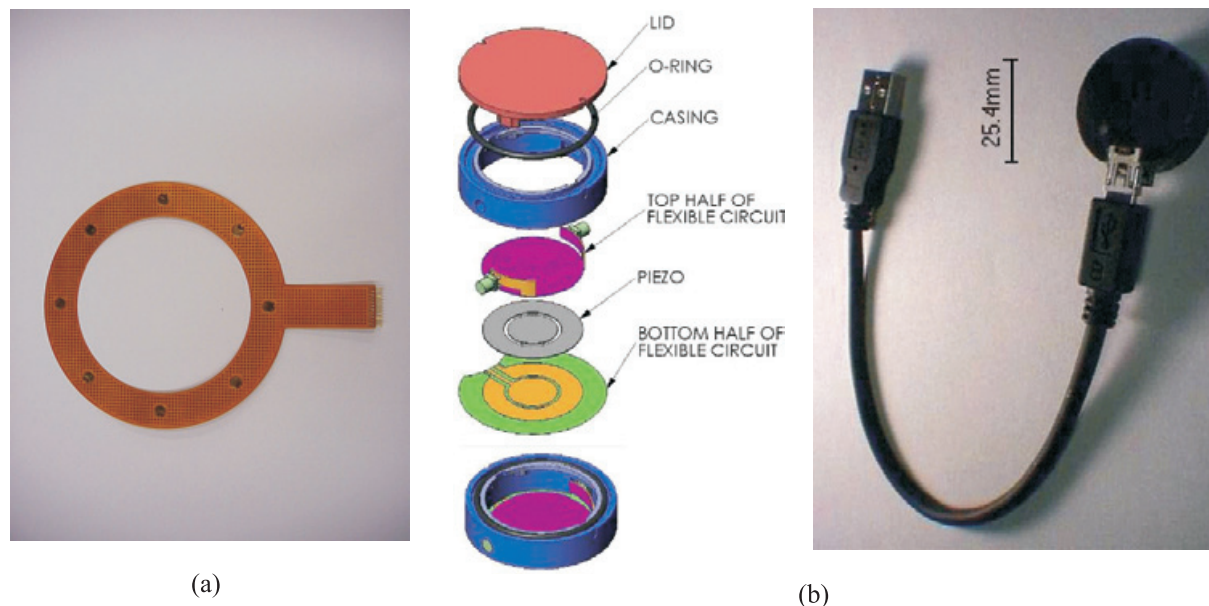 LID
O-RING
CASING
TOP HALF OF
FLEXIBLE CIRCUIT
PIEZO
BOTTOM HALF OF
FLEXIBLE CIRCUIT
25.4mm
(a)
(b)